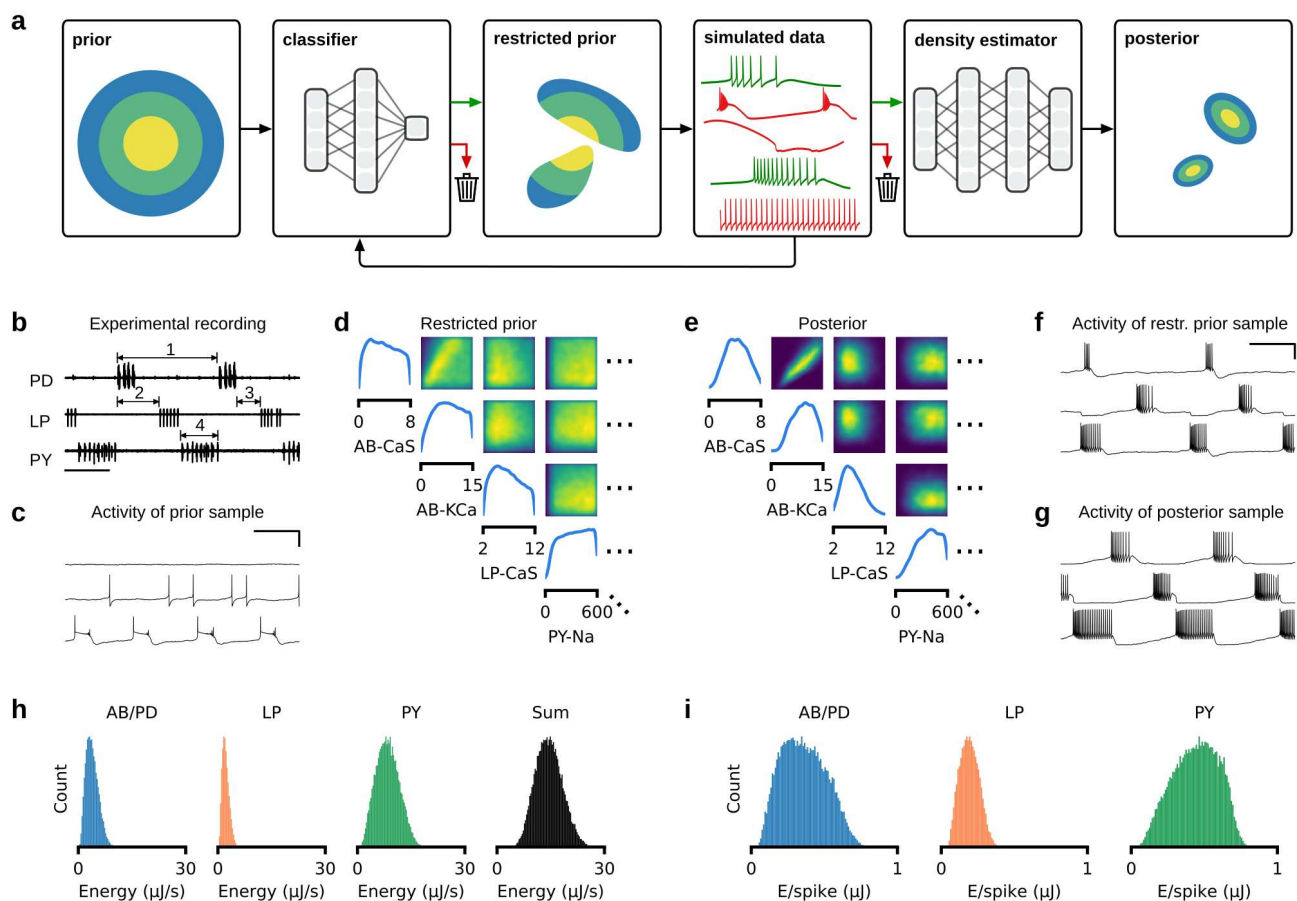 a
prior
classifier
restricted prior
simulated data
density estimator
posterior
b
Experimental recording
1
PD
2
3
LP
4
PY
c
Activity of prior sample
d
Restricted prior
0 8
AB-CaS
0 15
AB-KCa
2 12
LP-CaS
0 600
PY-Na
e
Posterior
0 8
AB-CaS
0 15
AB-KCa
2 12
LP-CaS
0 600
PY-Na
f
Activity of restr. prior sample
g
Activity of posterior sample
h
AB/PD
LP
PY
Sum
Count
0 30
Energy (μJ/s)
0 30
Energy (μJ/s)
0 30
Energy (μJ/s)
0 30
Energy (μJ/s)
i
AB/PD
LP
PY
Count
0 1
E/spike (μJ)
0 1
E/spike (μJ)
0 1
E/spike (μJ)